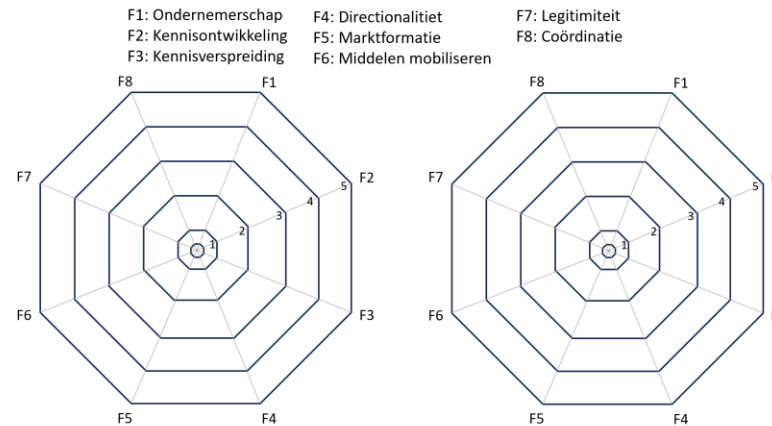 F1: Ondernemerschap
F2: Kennisontwikkeling
F3: Kennisverspreiding
F4: Directionalitiet
F5: Marktformatie
F6: Middelen mobiliseren
F7: Legitimiteit
F8: Coördinatie
F8 F1
F7 F2
5
4
3
2
1
F6 F3
F5 F4
F8 F1
F7
5
4
3
2
1
F6
F5 F4